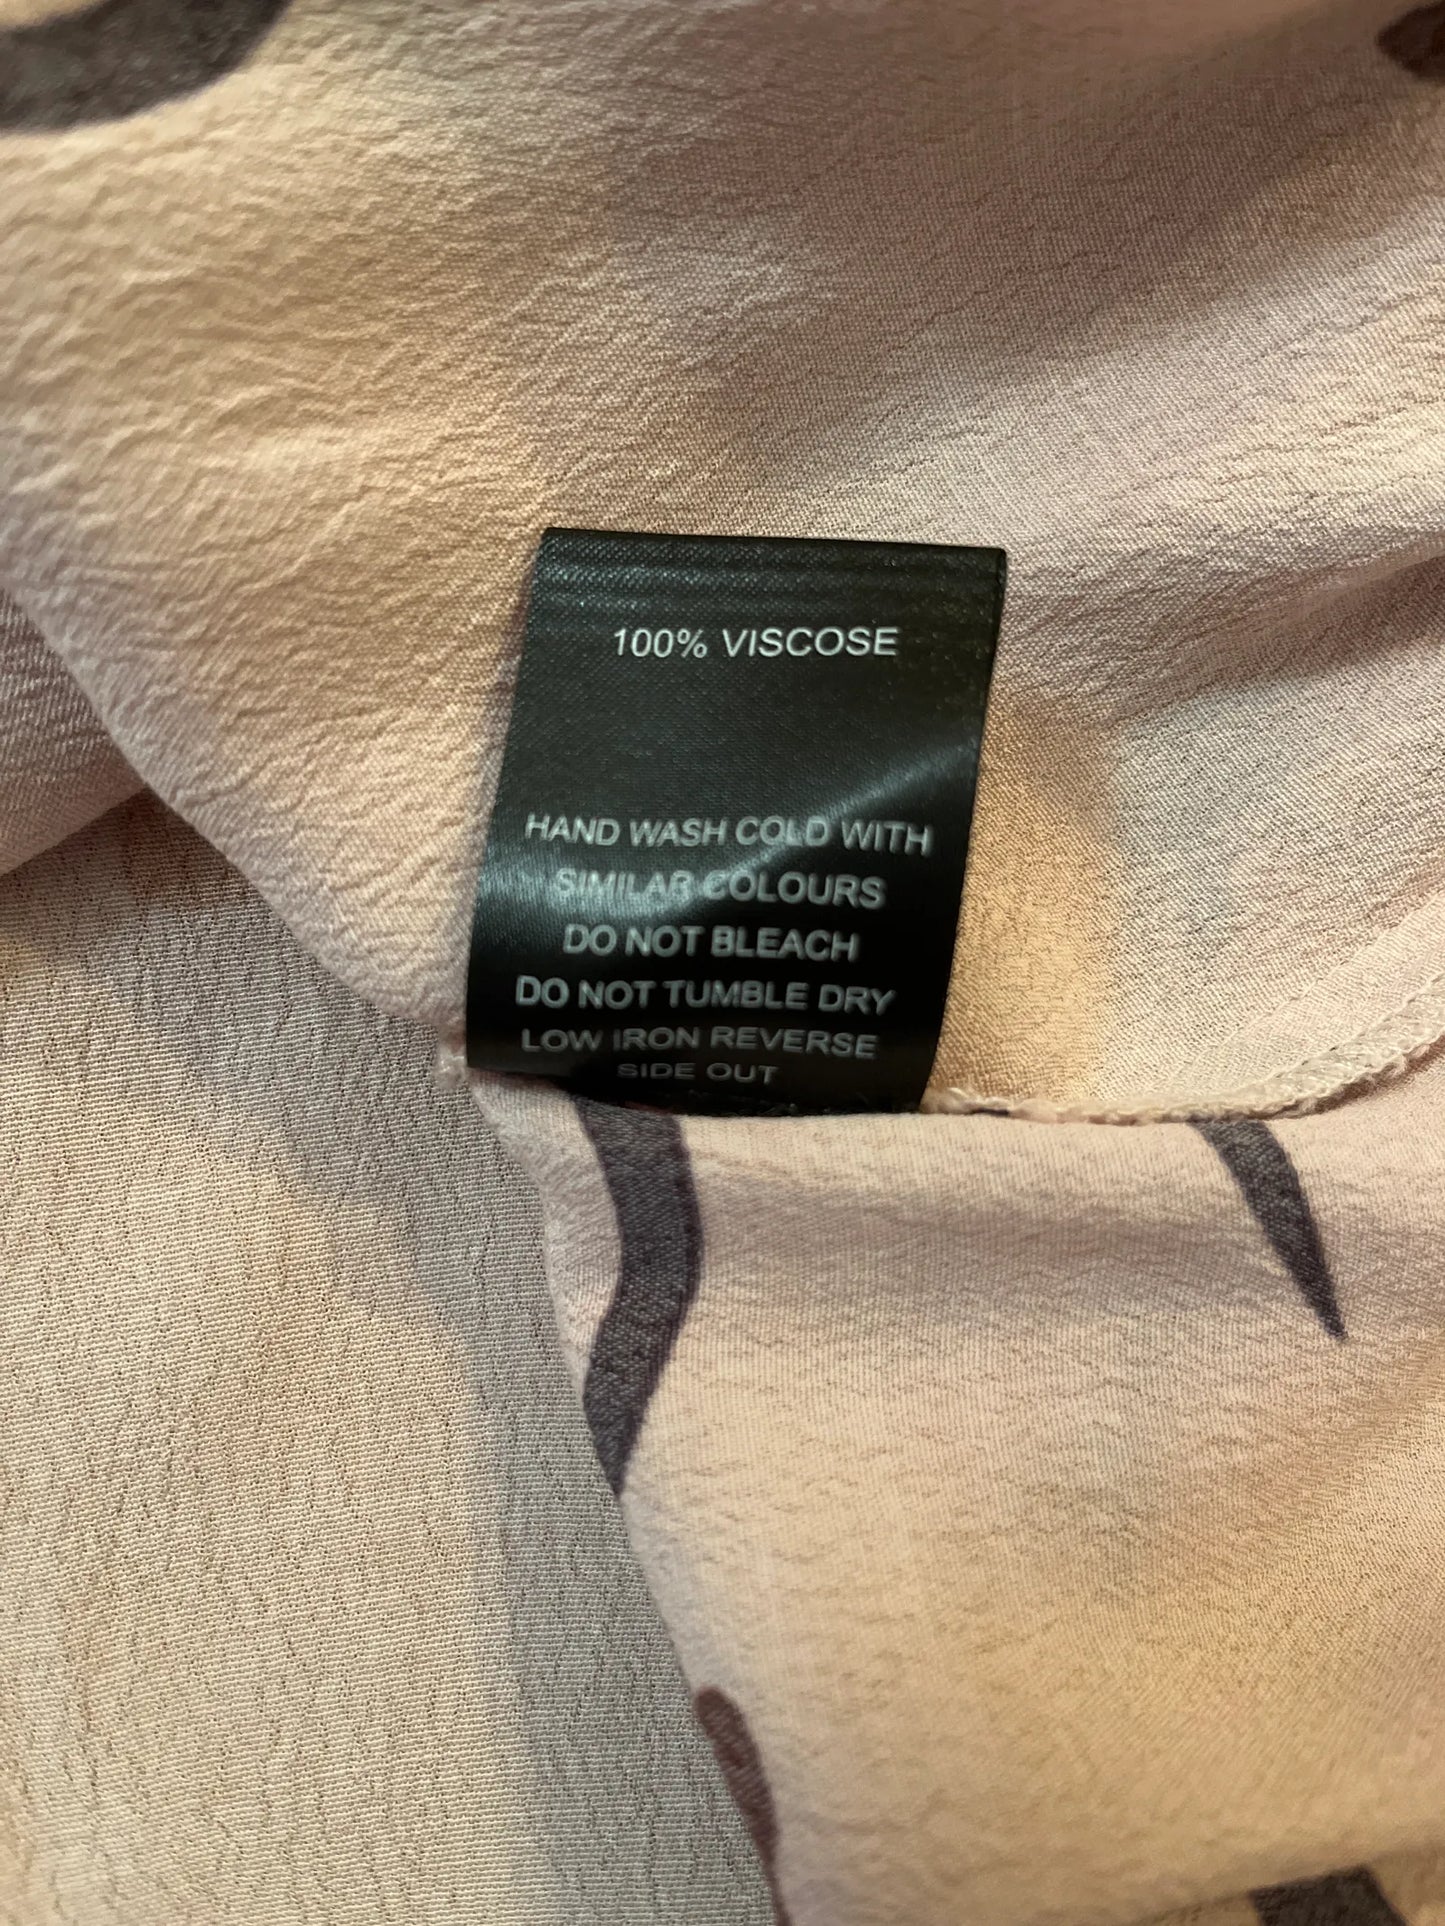 100% VISCOSE
HAND WASH COLD WITH
SIMILAR COLOURS
DO NOT BLEACH
DO NOT TUMBLE DRY
LOW IRON REVERSE
SIDE OUT